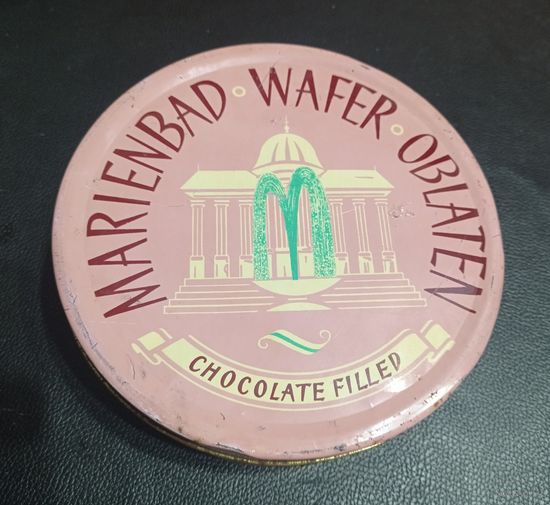 MARIENBAD · WAFER · OBLATEN
CHOCOLATE FILLED